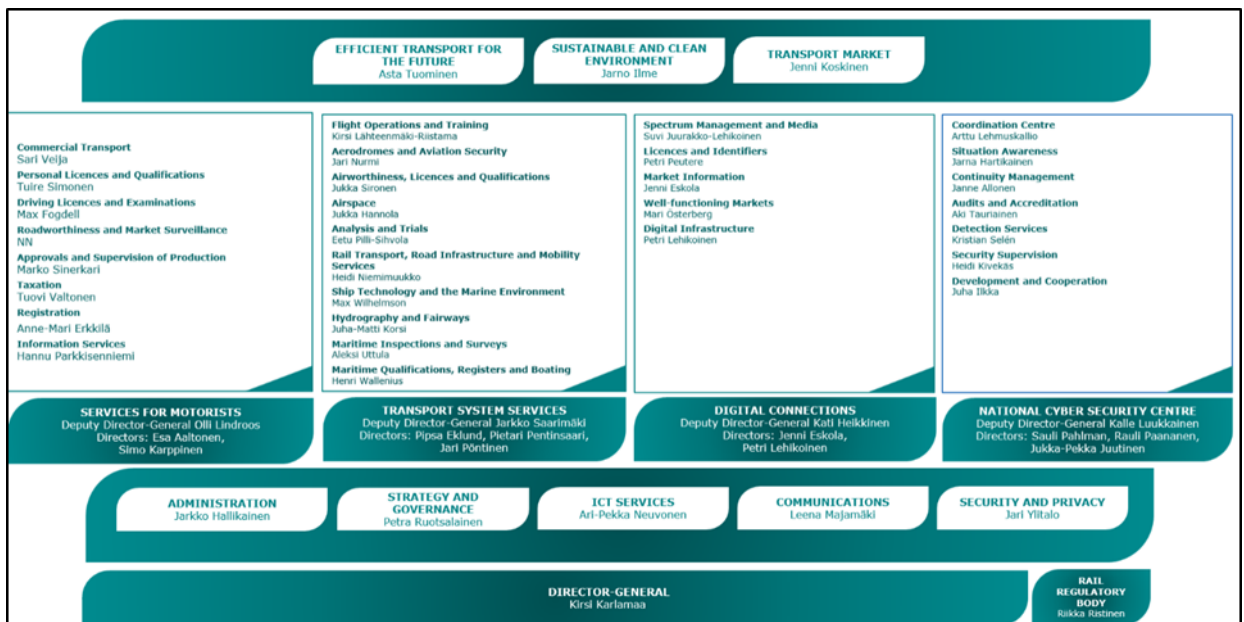 EFFICIENT TRANSPORT FOR
THE FUTURE
Asta Tuominen
SUSTAINABLE AND CLEAN
ENVIRONMENT
Jarno Ilme
TRANSPORT MARKET
Jenni Koskinen
Commercial Transport
Sari Veija
Personal Licences and Qualifications
Tuire Simonen
Driving Licences and Examinations
Max Fogdell
Roadworthiness and Market Surveillance
NN
Approvals and Supervision of Production
Marko Sinerkari
Taxation
Tuovi Valtonen
Registration
Anne-Mari Erkkilä
Information Services
Hannu Parkkisenniemi
Flight Operations and Training
Kirsi Lähteenmäki-Riistama
Aerodromes and Aviation Security
Jari Nurmi
Airworthiness, Licences and Qualifications
Jukka Sironen
Airspace
Jukka Hannola
Analysis and Trials
Eetu Pilli-Sihvola
Rail Transport, Road Infrastructure and Mobility
Services
Heidi Niemimuukko
Ship Technology and the Marine Environment
Max Wilhelmson
Hydrography and Fairways
Juha-Matti Korsi
Maritime Inspections and Surveys
Aleksi Uttula
Maritime Qualifications, Registers and Boating
Henri Wallenius
Spectrum Management and Media
Suvi Juurakko-Lehikoinen
Licences and Identifiers
Petri Peutere
Market Information
Jenni Eskola
Well-functioning Markets
Mari Österberg
Digital Infrastructure
Petri Lehikoinen
Coordination Centre
Arttu Lehmuskallio
Situation Awareness
Jarna Hartikainen
Continuity Management
Janne Allonen
Audits and Accreditation
Aki Tauriainen
Detection Services
Kristian Selén
Security Supervision
Heidi Kivekäs
Development and Cooperation
Juha Ilkka
SERVICES FOR MOTORISTS
Deputy Director-General Olli Lindroos
Directors: Esa Aaltonen,
Simo Karppinen
TRANSPORT SYSTEM SERVICES
Deputy Director-General Jarkko Saarimäki
Directors: Pipsa Eklund, Pietari Pentinsaari,
Jari Pöntinen
DIGITAL CONNECTIONS
Deputy Director-General Kati Heikkinen
Directors: Jenni Eskola,
Petri Lehikoinen
NATIONAL CYBER SECURITY CENTRE
Deputy Director-General Kalle Luukkainen
Directors: Sauli Pahlman, Rauli Paananen,
Jukka-Pekka Juutinen
ADMINISTRATION
Jarkko Hallikainen
STRATEGY AND
GOVERNANCE
Petra Ruotsalainen
ICT SERVICES
Ari-Pekka Neuvonen
COMMUNICATIONS
Leena Majamäki
SECURITY AND PRIVACY
Jari Ylitalo
DIRECTOR-GENERAL
Kirsi Karlamaa
RAIL
REGULATORY
BODY
Riikka Ristinen